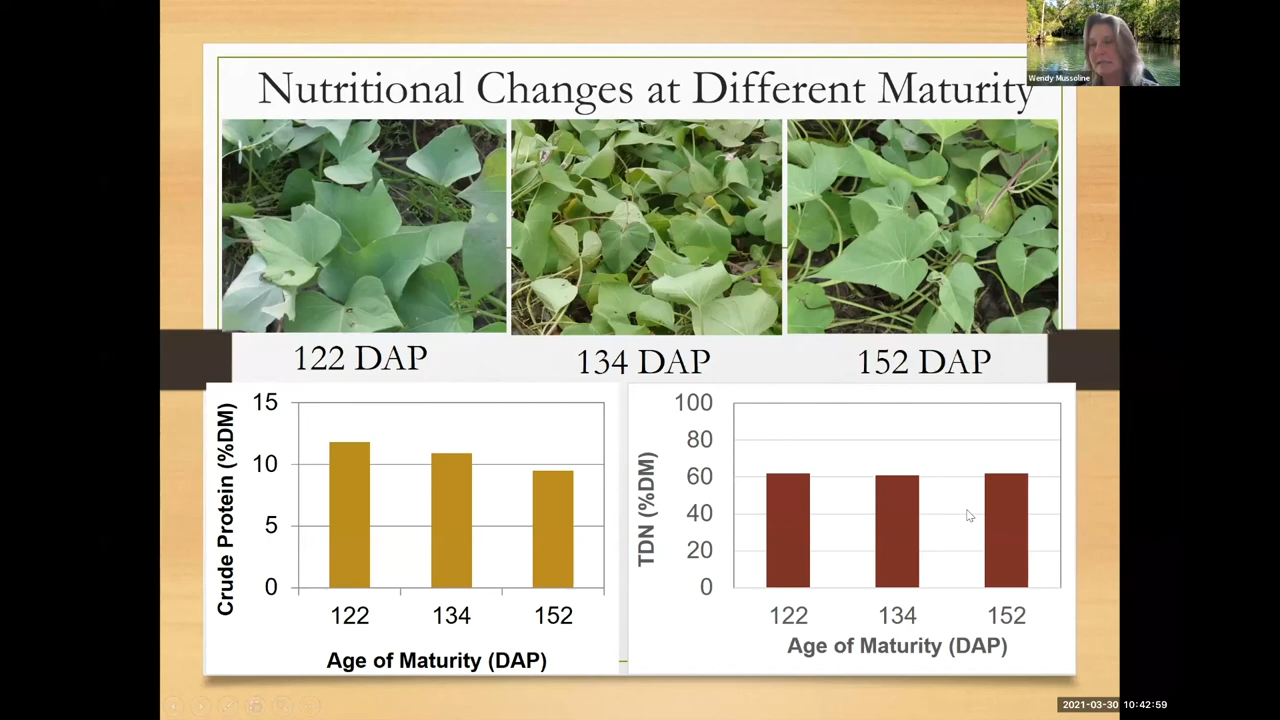 Nutritional Changes at Different Maturity
Wendy Mussoline
122 DAP
134 DAP
152 DAP
Crude Protein (%DM)
15
10
5
0
122
134
152
Age of Maturity (DAP)
TDN (%DM)
100
80
60
40
20
0
122
134
152
Age of Maturity (DAP)
2021-03-30 10:42:59